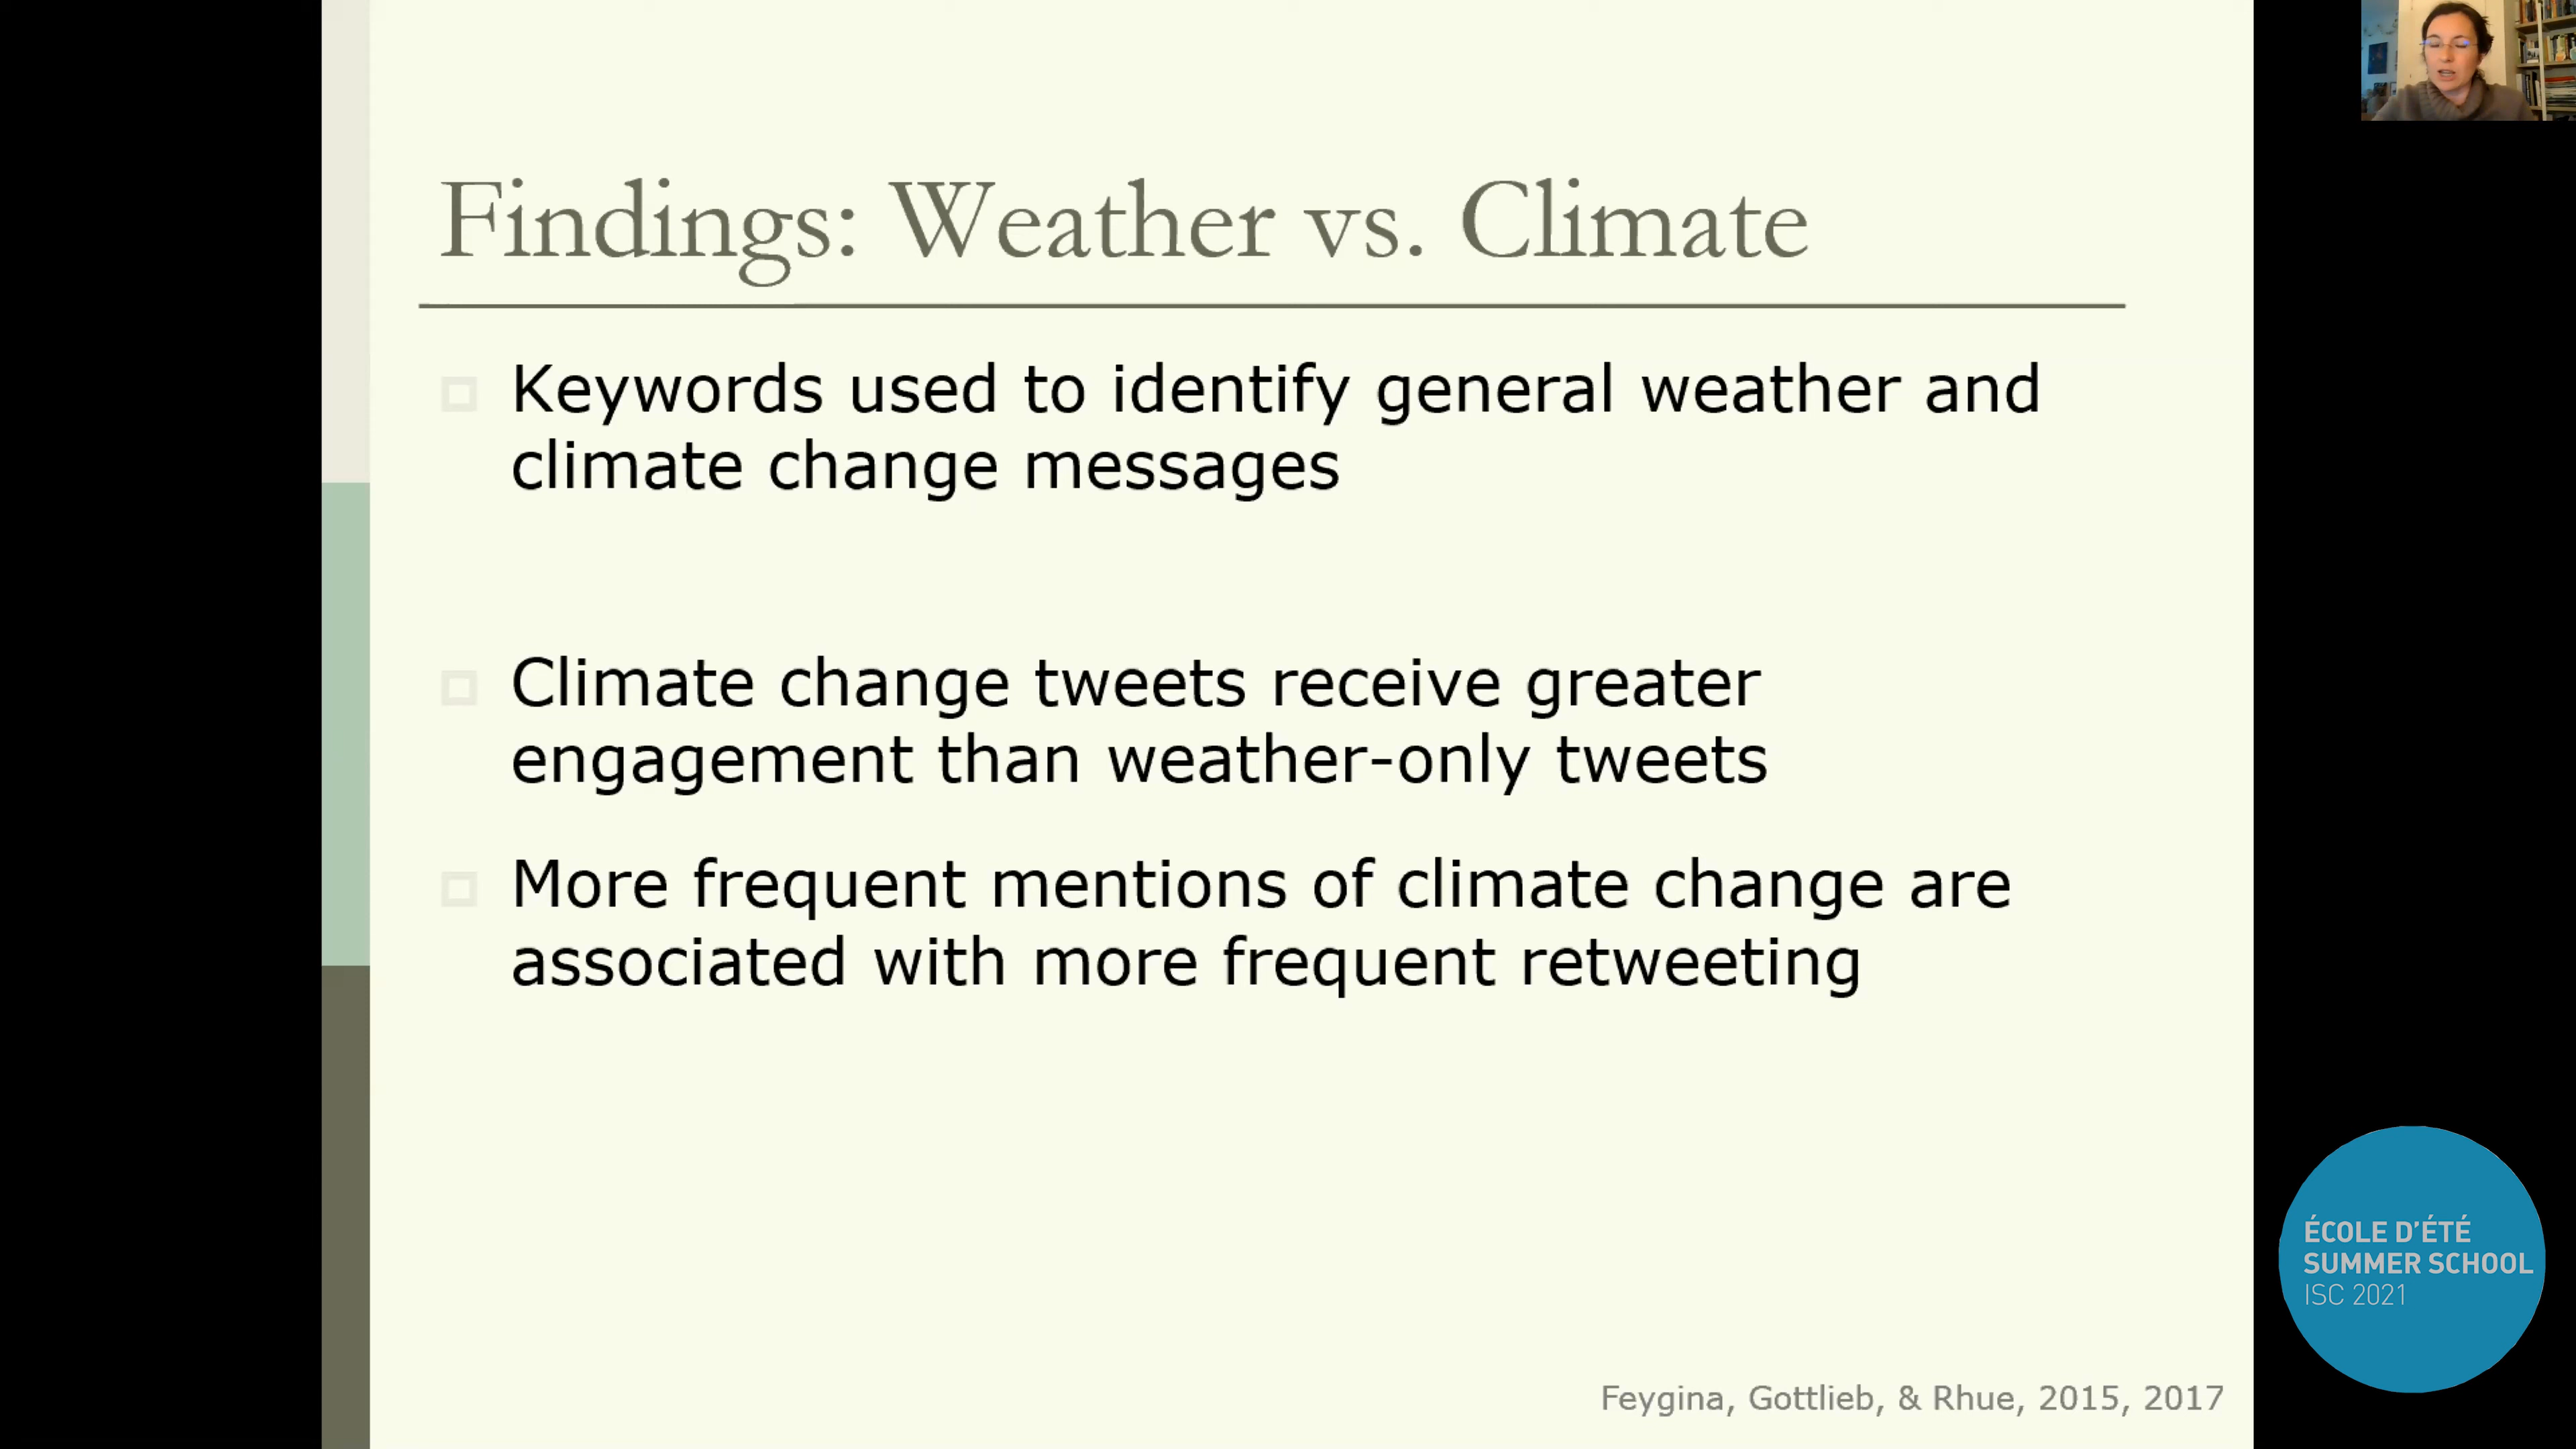 Findings: Weather vs. Climate
Keywords used to identify general weather and
climate change messages
Climate change tweets receive greater
engagement than weather-only tweets
More frequent mentions of climate change are
associated with more frequent retweeting
Feygina, Gottlieb, & Rhue, 2015, 2017
ÉCOLE D'ÉTÉ
SUMMER SCHOOL
ISC 2021